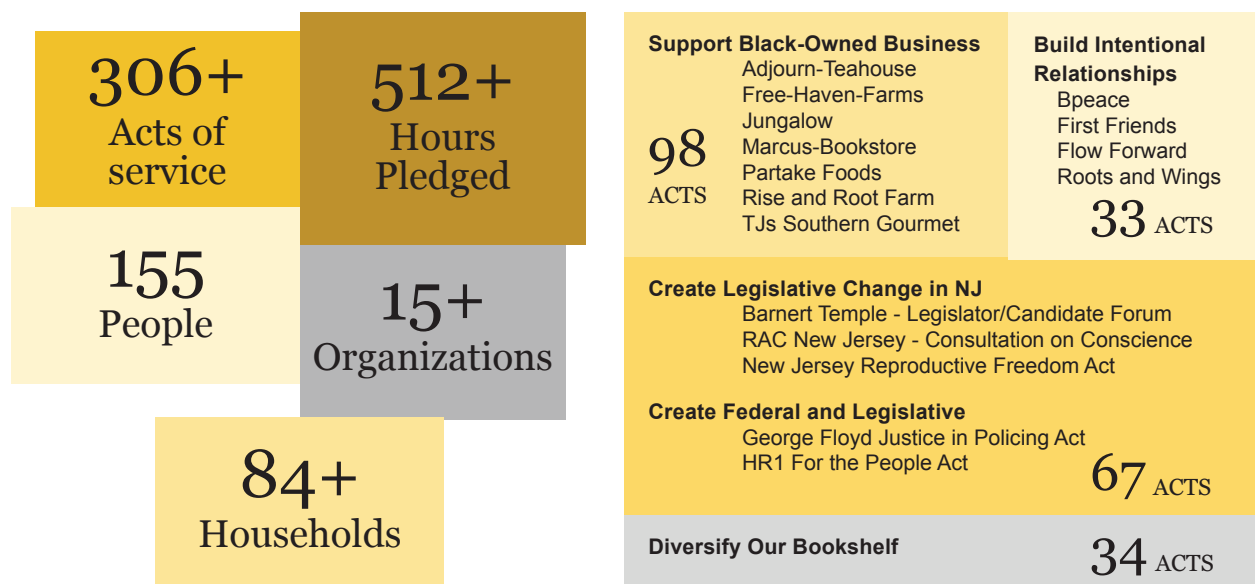 306+
Acts of
service
512+
Hours
Pledged
155
People
15+
Organizations
84+
Households
Support Black-Owned Business
Adjourn-Teahouse
Free-Haven-Farms
Jungalow
Marcus-Bookstore
Partake Foods
Rise and Root Farm
TJs Southern Gourmet
98
ACTS
Build Intentional
Relationships
Bpeace
First Friends
Flow Forward
Roots and Wings
33 ACTS
Create Legislative Change in NJ
Barnert Temple - Legislator/Candidate Forum
RAC New Jersey - Consultation on Conscience
New Jersey Reproductive Freedom Act
Create Federal and Legislative
George Floyd Justice in Policing Act
HR1 For the People Act
67 ACTS
Diversify Our Bookshelf
34 ACTS